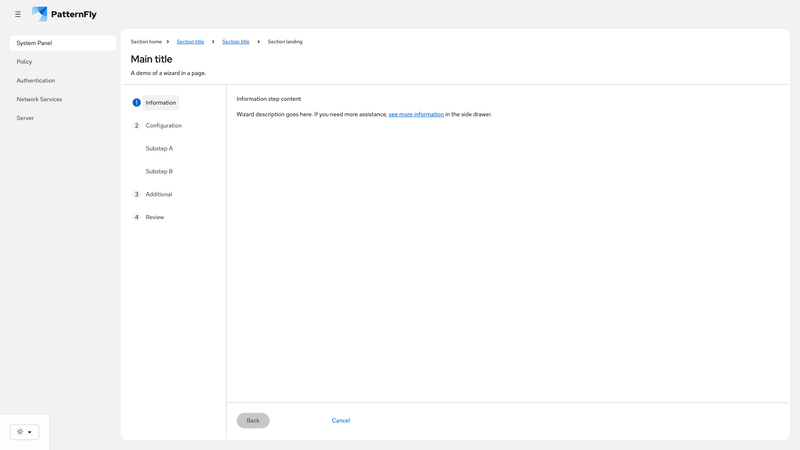 PatternFly
System Panel
Policy
Authentication
Network Services
Server
Section home Section title Section title Section landing
Main title
A demo of a wizard in a page.
1 Information
2 Configuration
Substep A
Substep B
3 Additional
4 Review
Information step content
Wizard description goes here. If you need more assistance, see more information in the side drawer.
Back Cancel